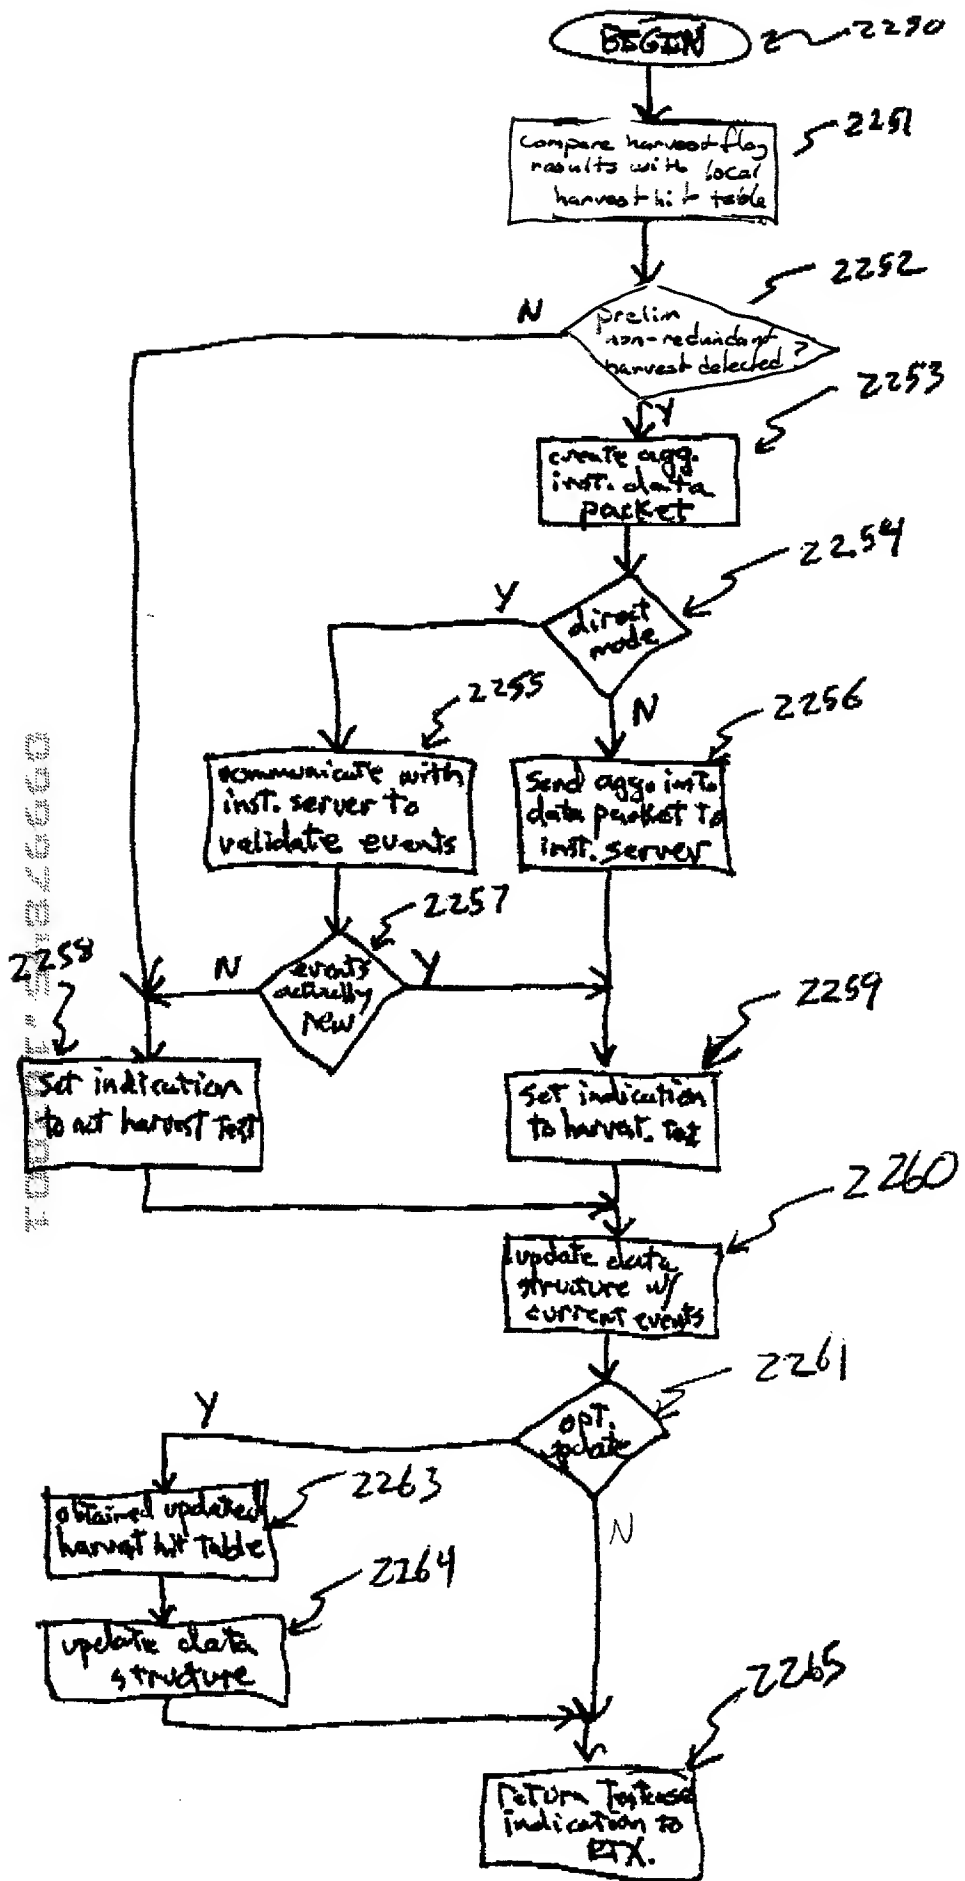 BEGIN
2250
2251
compare harvest flag
results with local
harvest hit table
2252
N
prelim
non-redundant
harvest detected ?
2253
Y
create agg.
inst. data
packet
2254
Y
direct
mode
2255
N
2256
communicate with
inst. server to
validate events
send agg. inst.
data packet to
inst. server
2257
2258
N
events
actually
new
Y
2259
set indication
to not harvest test
set indication
to harvest. test
2260
update data
structure w/
current events
2261
Y
opt.
update
2263
obtained updated
harvest hit table
N
2264
update data
structure
2265
return testcase
indication to
RTX.